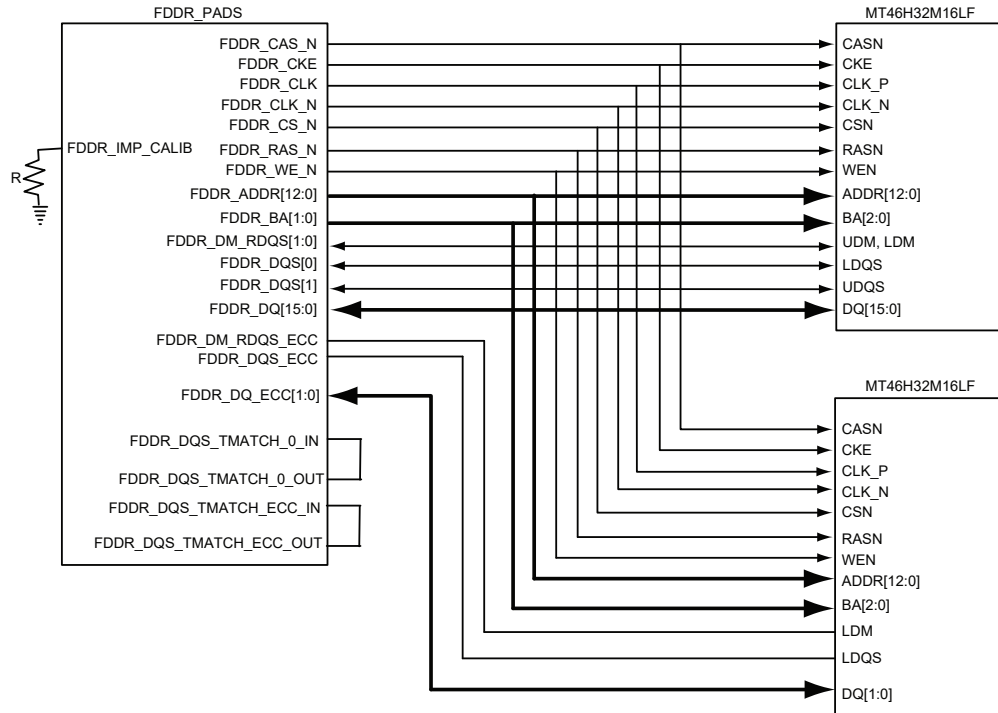 FDDR_PADS
FDDR_CAS_N
FDDR_CKE
FDDR_CLK
FDDR_CLK_N
FDDR_CS_N
FDDR_IMP_CALIB
R
FDDR_RAS_N
FDDR_WE_N
FDDR_ADDR[12:0]
FDDR_BA[1:0]
FDDR_DM_RDQS[1:0]
FDDR_DQS[0]
FDDR_DQS[1]
FDDR_DQ[15:0]
FDDR_DM_RDQS_ECC
FDDR_DQS_ECC
FDDR_DQ_ECC[1:0]
FDDR_DQS_TMATCH_0_IN
FDDR_DQS_TMATCH_0_OUT
FDDR_DQS_TMATCH_ECC_IN
FDDR_DQS_TMATCH_ECC_OUT
MT46H32M16LF
CASN
CKE
CLK_P
CLK_N
CSN
RASN
WEN
ADDR[12:0]
BA[2:0]
UDM, LDM
LDQS
UDQS
DQ[15:0]
MT46H32M16LF
CASN
CKE
CLK_P
CLK_N
CSN
RASN
WEN
ADDR[12:0]
BA[2:0]
LDM
LDQS
DQ[1:0]